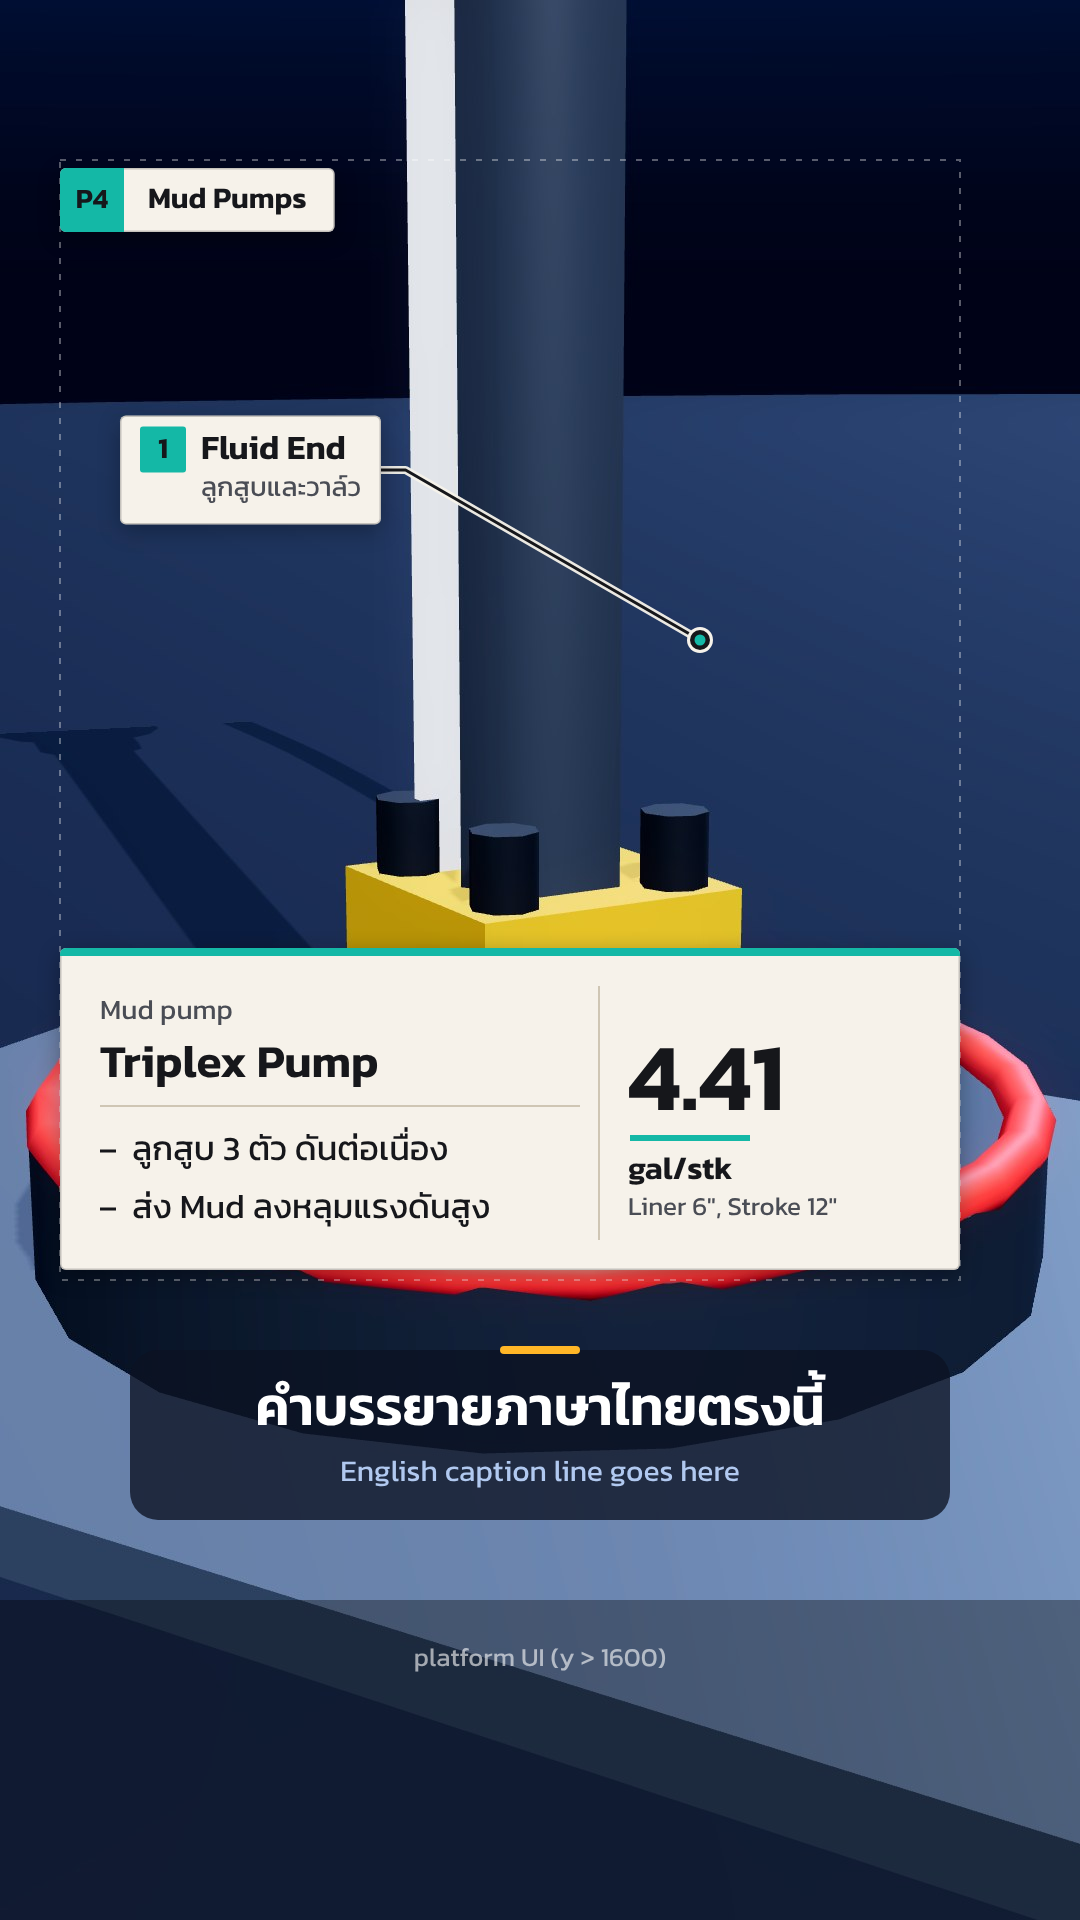 P4 Mud Pumps
1 Fluid End
ลูกสูบและวาล์ว
Mud pump
Triplex Pump
– ลูกสูบ 3 ตัว ดันต่อเนื่อง
– ส่ง Mud ลงหลุมแรงดันสูง
4.41
gal/stk
Liner 6", Stroke 12"
คำบรรยายภาษาไทยตรงนี้
English caption line goes here
platform UI (y > 1600)